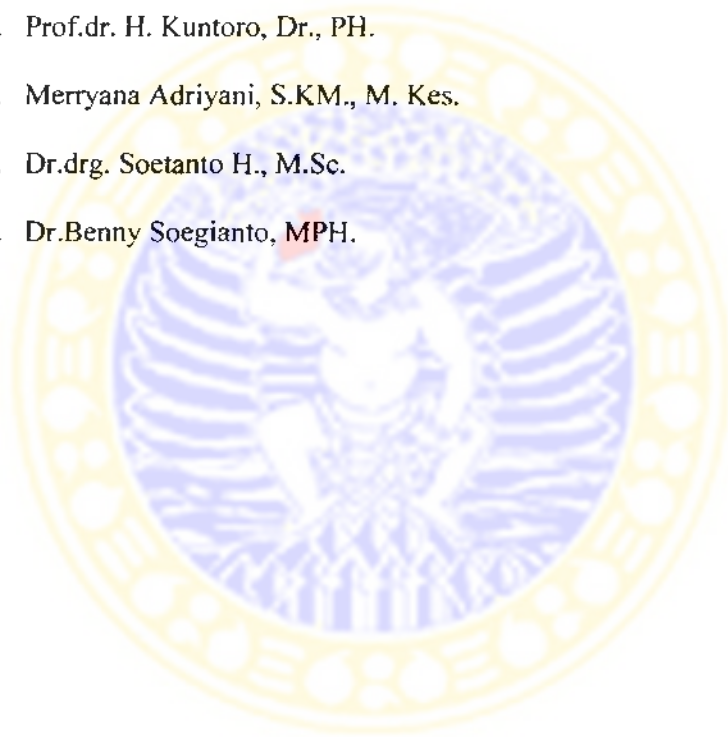 . Prof.dr. H. Kuntoro, Dr., PH.
. Merryana Adriyani, S.KM., M. Kes.
. Dr.drg. Soetanto H., M.Sc.
. Dr.Benny Soegianto, MPH.